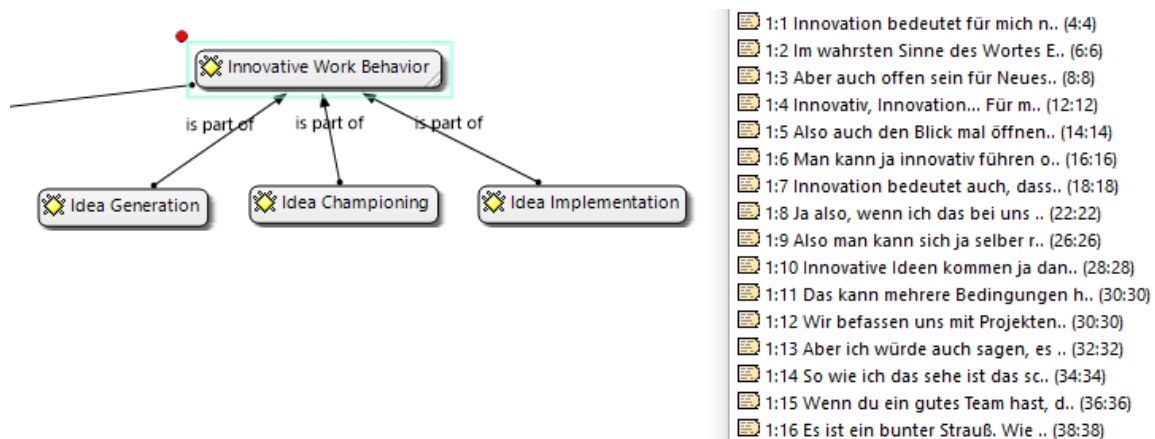 Innovative Work Behavior
is part of is part of is part of
Idea Generation Idea Championing Idea Implementation
1:1 Innovation bedeutet für mich n.. (4:4)
1:2 Im wahrsten Sinne des Wortes E.. (6:6)
1:3 Aber auch offen sein für Neues.. (8:8)
1:4 Innovativ, Innovation... Für m.. (12:12)
1:5 Also auch den Blick mal öffnen.. (14:14)
1:6 Man kann ja innovativ führen o.. (16:16)
1:7 Innovation bedeutet auch, dass.. (18:18)
1:8 Ja also, wenn ich das bei uns .. (22:22)
1:9 Also man kann sich ja selber r.. (26:26)
1:10 Innovative Ideen kommen ja dan.. (28:28)
1:11 Das kann mehrere Bedingungen h.. (30:30)
1:12 Wir befassen uns mit Projekten.. (30:30)
1:13 Aber ich würde auch sagen, es .. (32:32)
1:14 So wie ich das sehe ist das sc.. (34:34)
1:15 Wenn du ein gutes Team hast, d.. (36:36)
1:16 Es ist ein bunter Strauß. Wie .. (38:38)